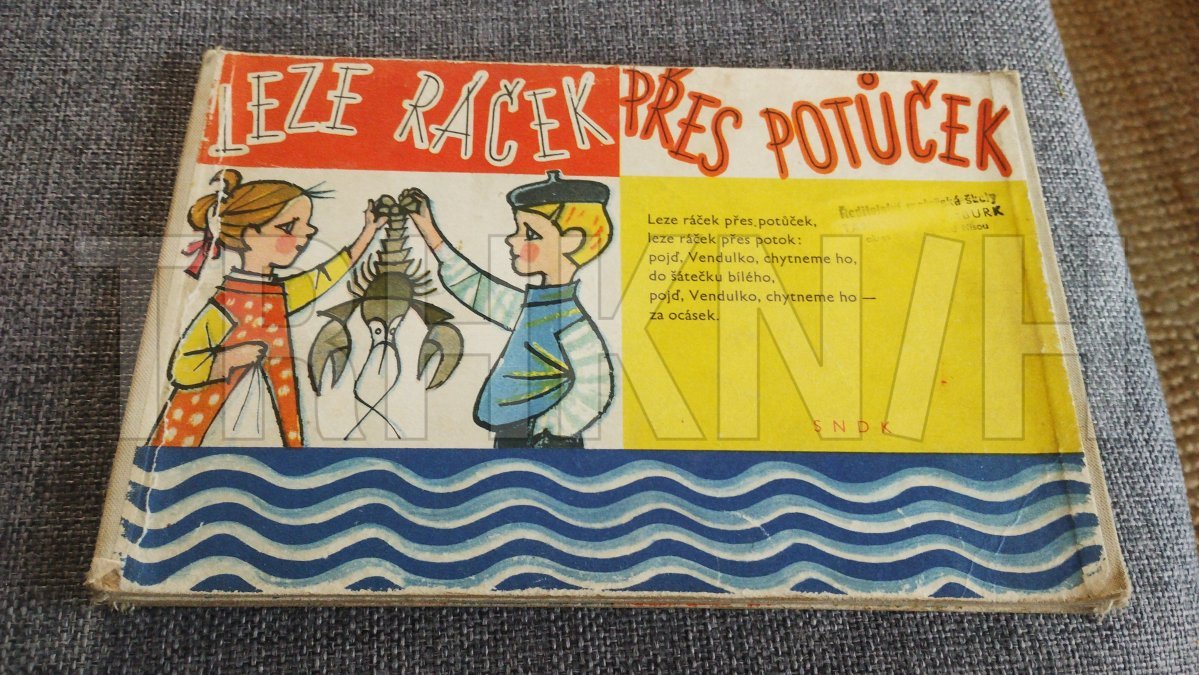 LEZE RÁČEK PŘES POTŮČEK
Leze ráček přes potůček,
leze ráček přes potok:
pojď, Vendulko, chytneme ho,
do šátečku bílého,
pojď, Vendulko, chytneme ho —
za ocásek.
školy
SNDK